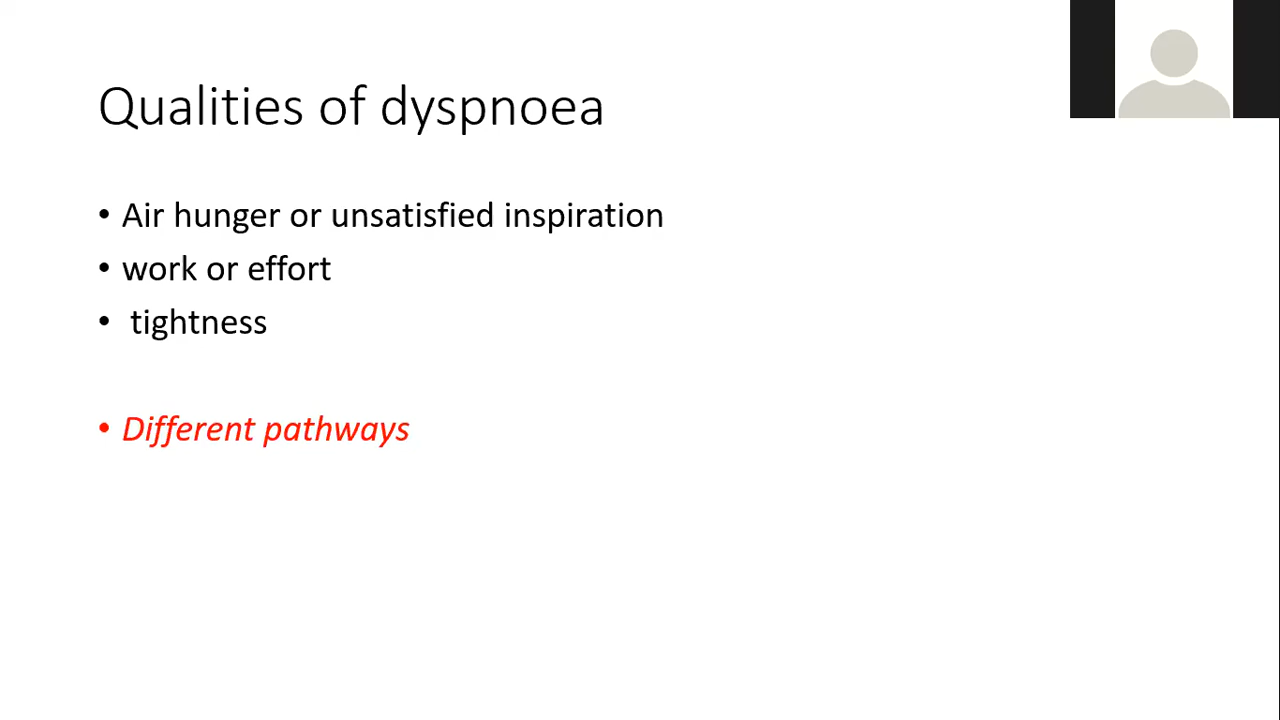 Qualities of dyspnoea
• Air hunger or unsatisfied inspiration
• work or effort
• tightness
• Different pathways